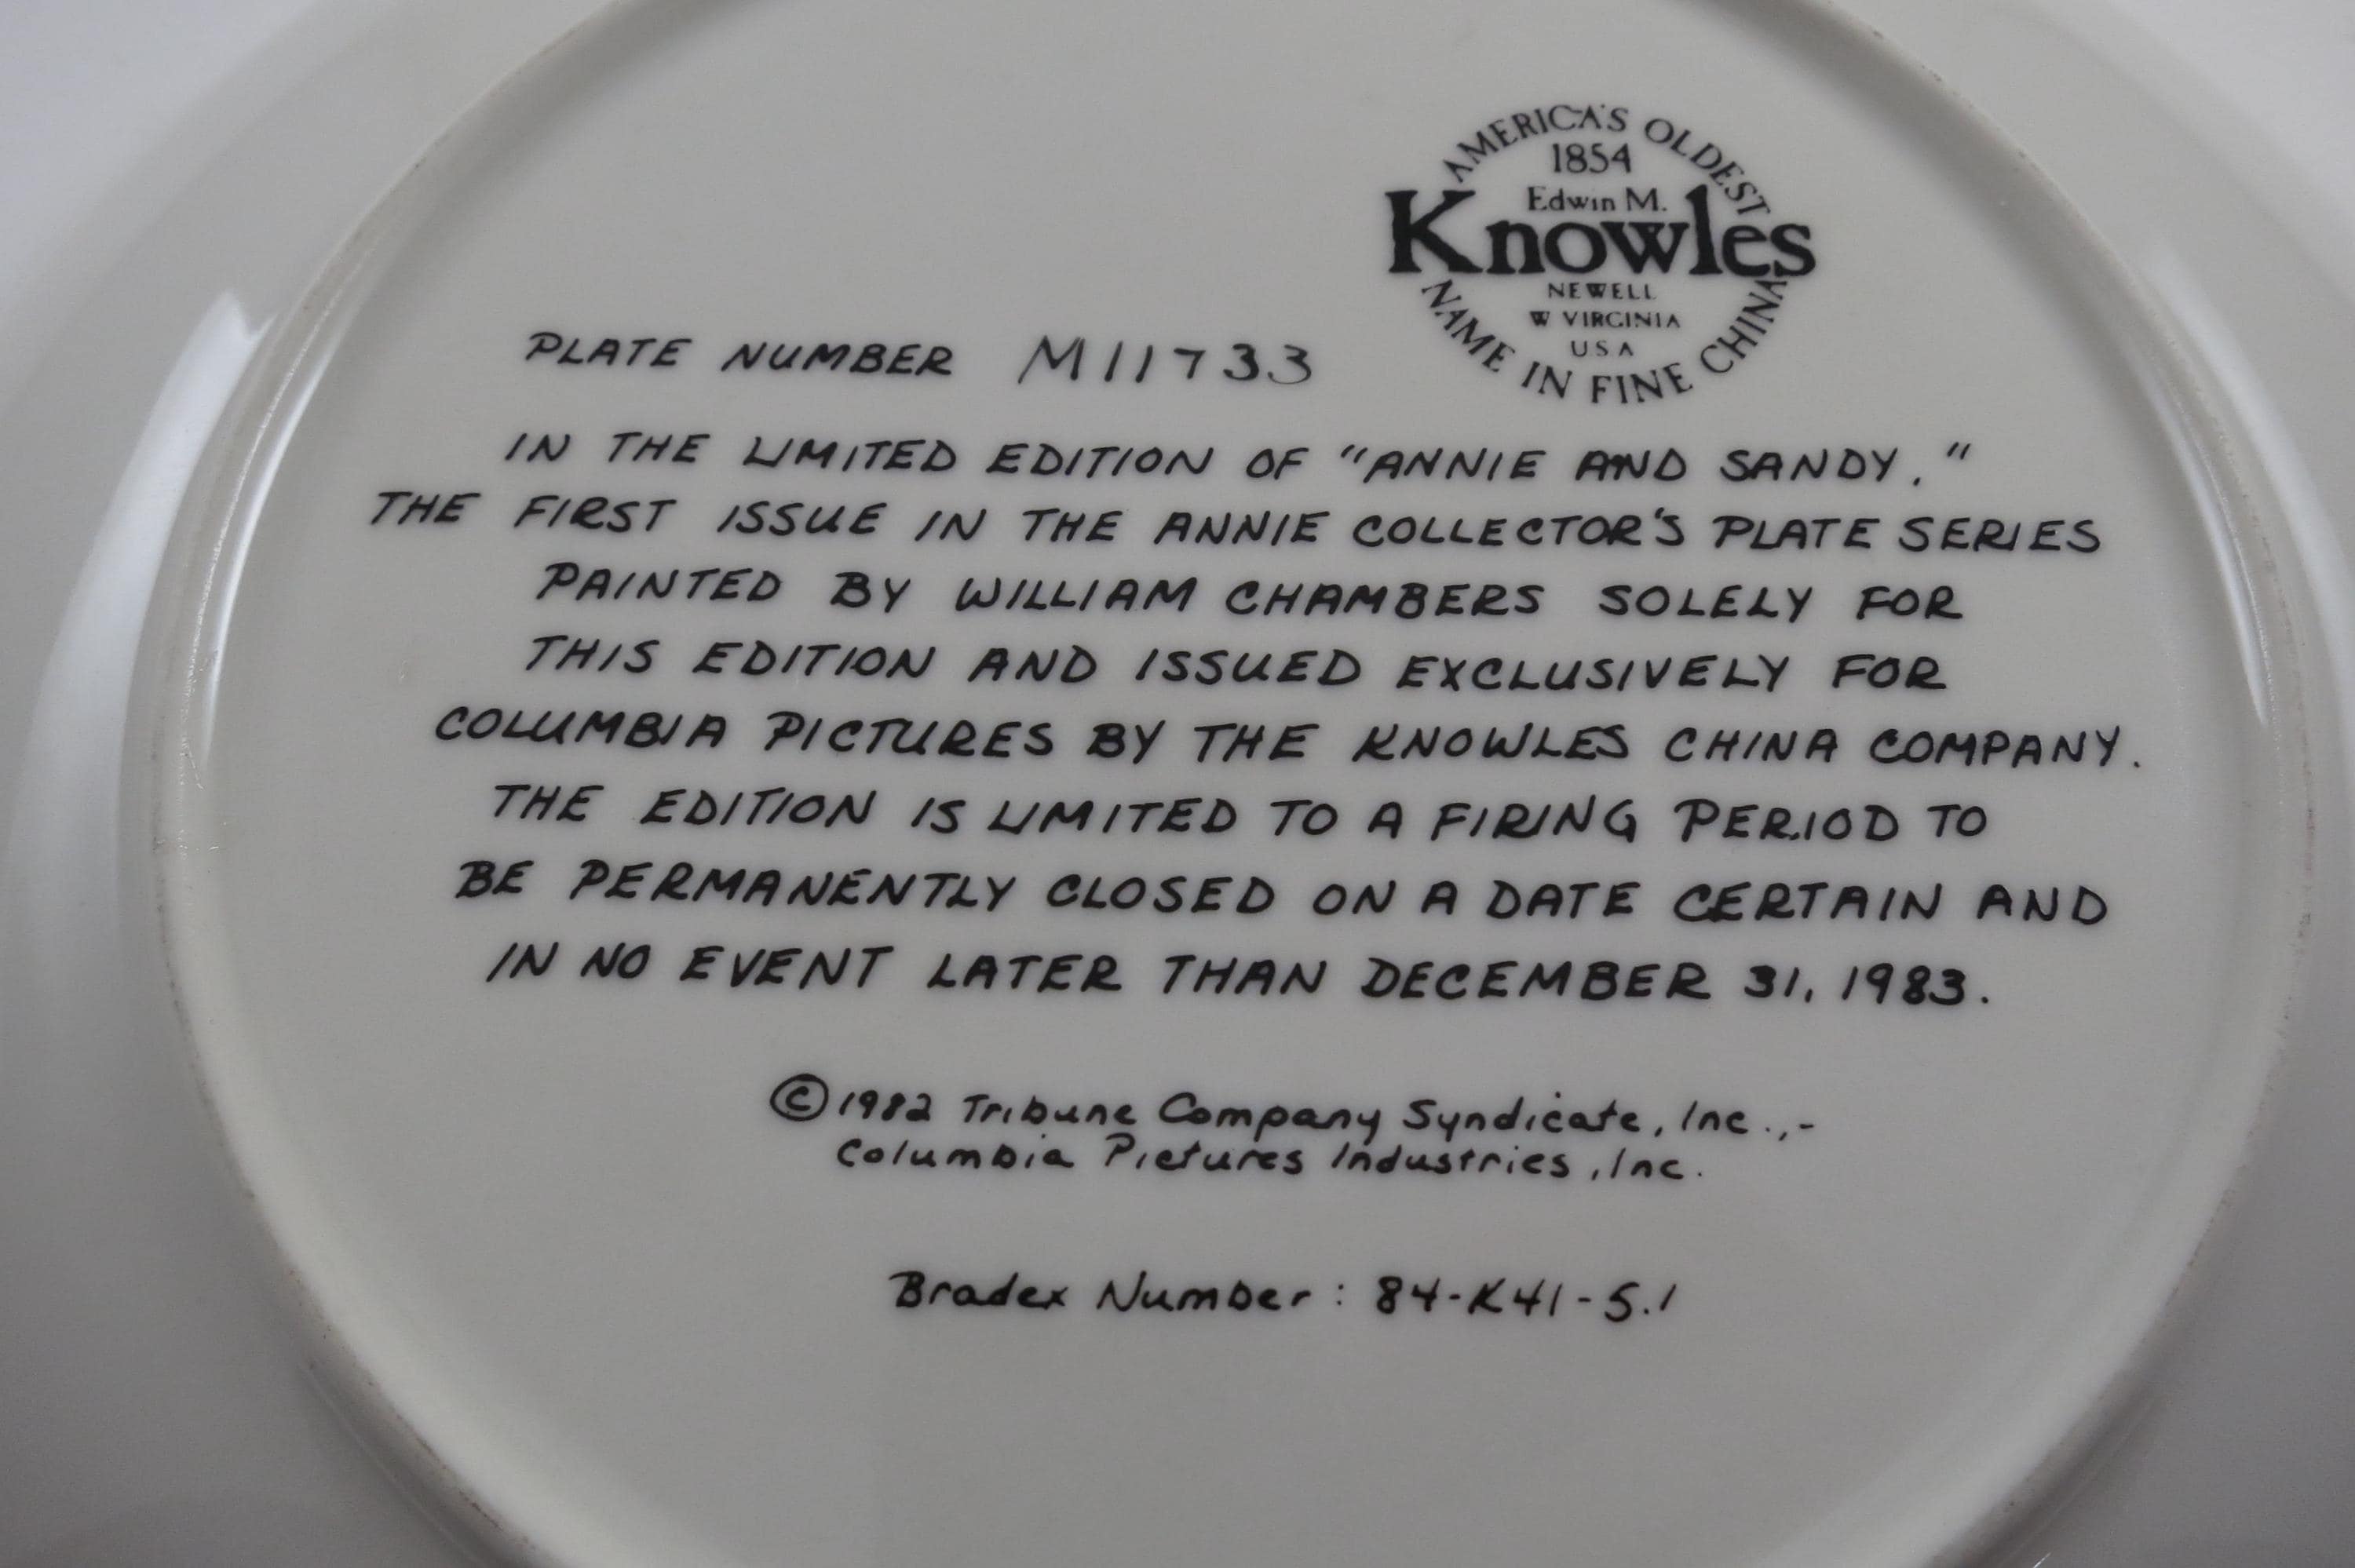 AMERICA'S OLDEST
1854
Edwin M.
Knowles
NEWELL
W VIRGINIA
USA
NAME IN FINE CHINA
PLATE NUMBER M11733
IN THE LIMITED EDITION OF "ANNIE AND SANDY,"
THE FIRST ISSUE IN THE ANNIE COLLECTOR'S PLATE SERIES
PAINTED BY WILLIAM CHAMBERS SOLELY FOR
THIS EDITION AND ISSUED EXCLUSIVELY FOR
COLUMBIA PICTURES BY THE KNOWLES CHINA COMPANY.
THE EDITION IS LIMITED TO A FIRING PERIOD TO
BE PERMANENTLY CLOSED ON A DATE CERTAIN AND
IN NO EVENT LATER THAN DECEMBER 31, 1983.
©1982 Tribune Company Syndicate, Inc.,-
Columbia Pictures Industries, Inc.
Bradex Number: 84-K41-5.1